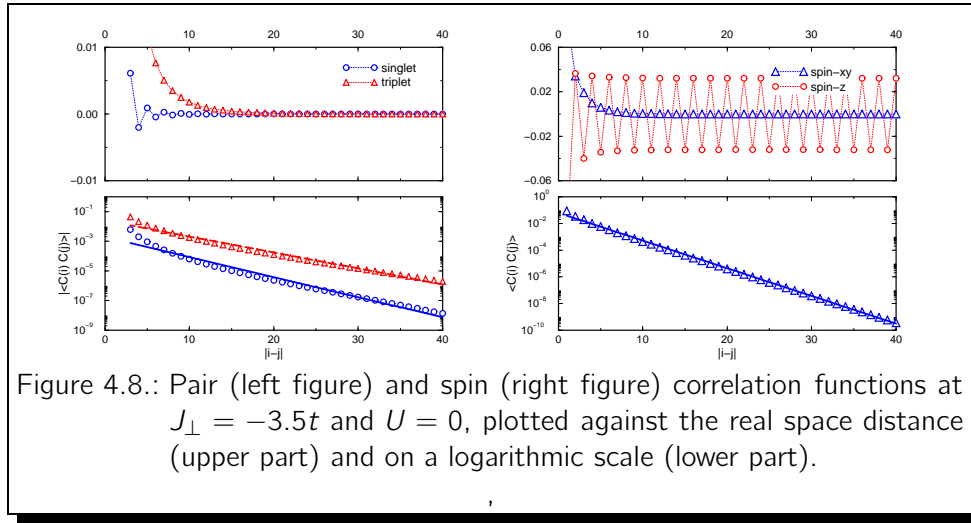 0 10 20 30 40
0.01
0.00
−0.01
singlet
triplet
0 10 20 30 40
0.06
0.02
−0.02
−0.06
spin−xy
spin−z
10⁻¹
10⁻³
10⁻⁵
10⁻⁷
10⁻⁹
|<C(i) C(j)>|
0 10 20 30 40
|i−j|
10⁰
10⁻²
10⁻⁴
10⁻⁶
10⁻⁸
10⁻¹⁰
<C(i) C(j)>
0 10 20 30 40
|i−j|
Figure 4.8.: Pair (left figure) and spin (right figure) correlation functions at
J⊥ = −3.5t and U = 0, plotted against the real space distance
(upper part) and on a logarithmic scale (lower part).
,